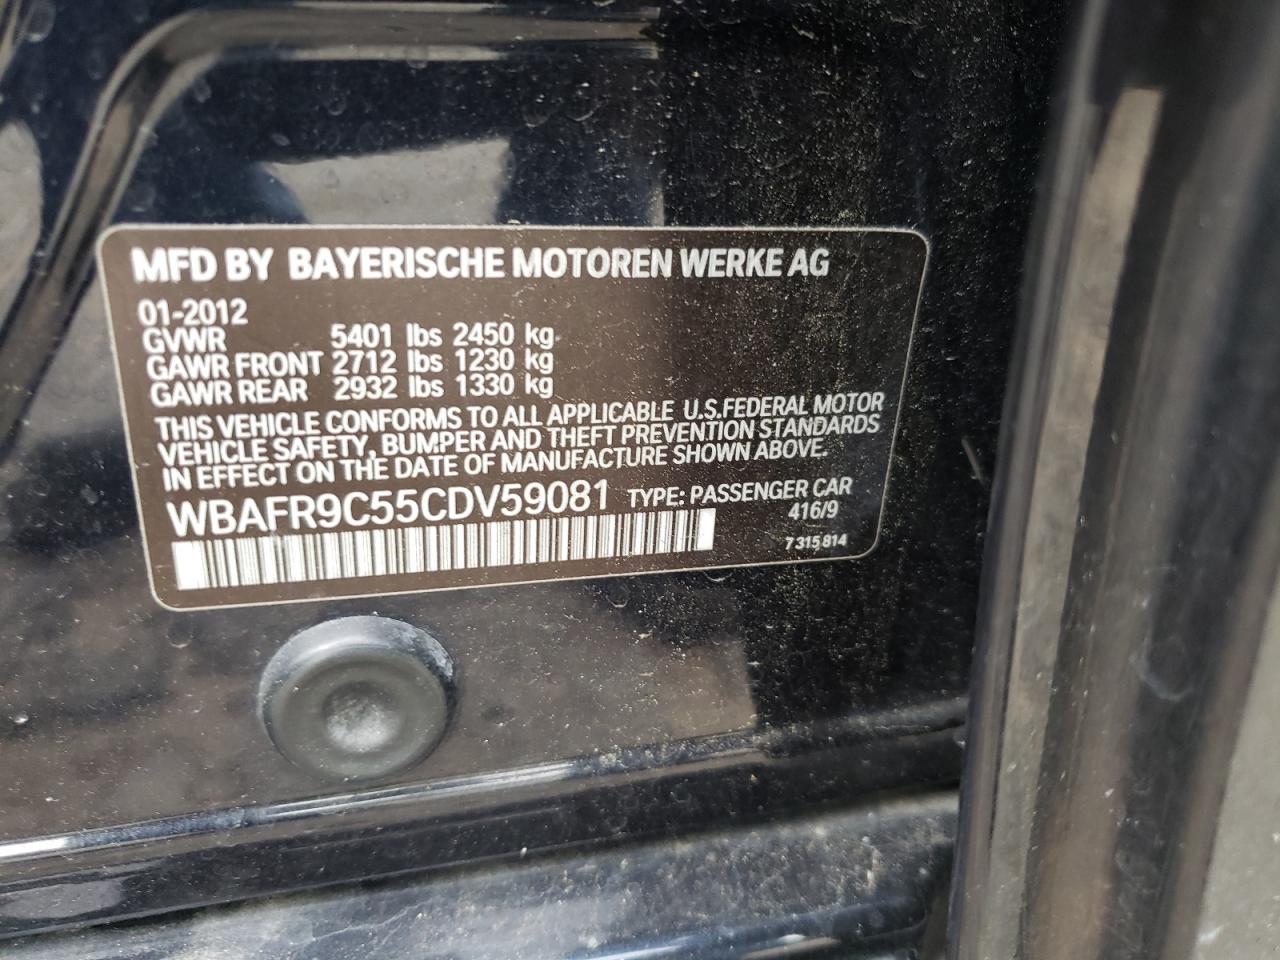 MFD BY BAYERISCHE MOTOREN WERKE AG
01-2012
GVWR 5401 lbs 2450 kg
GAWR FRONT 2712 lbs 1230 kg
GAWR REAR 2932 lbs 1330 kg
THIS VEHICLE CONFORMS TO ALL APPLICABLE U.S.FEDERAL MOTOR
VEHICLE SAFETY, BUMPER AND THEFT PREVENTION STANDARDS
IN EFFECT ON THE DATE OF MANUFACTURE SHOWN ABOVE.
WBAFR9C55CDV59081 TYPE: PASSENGER CAR
416/9
7 315 814